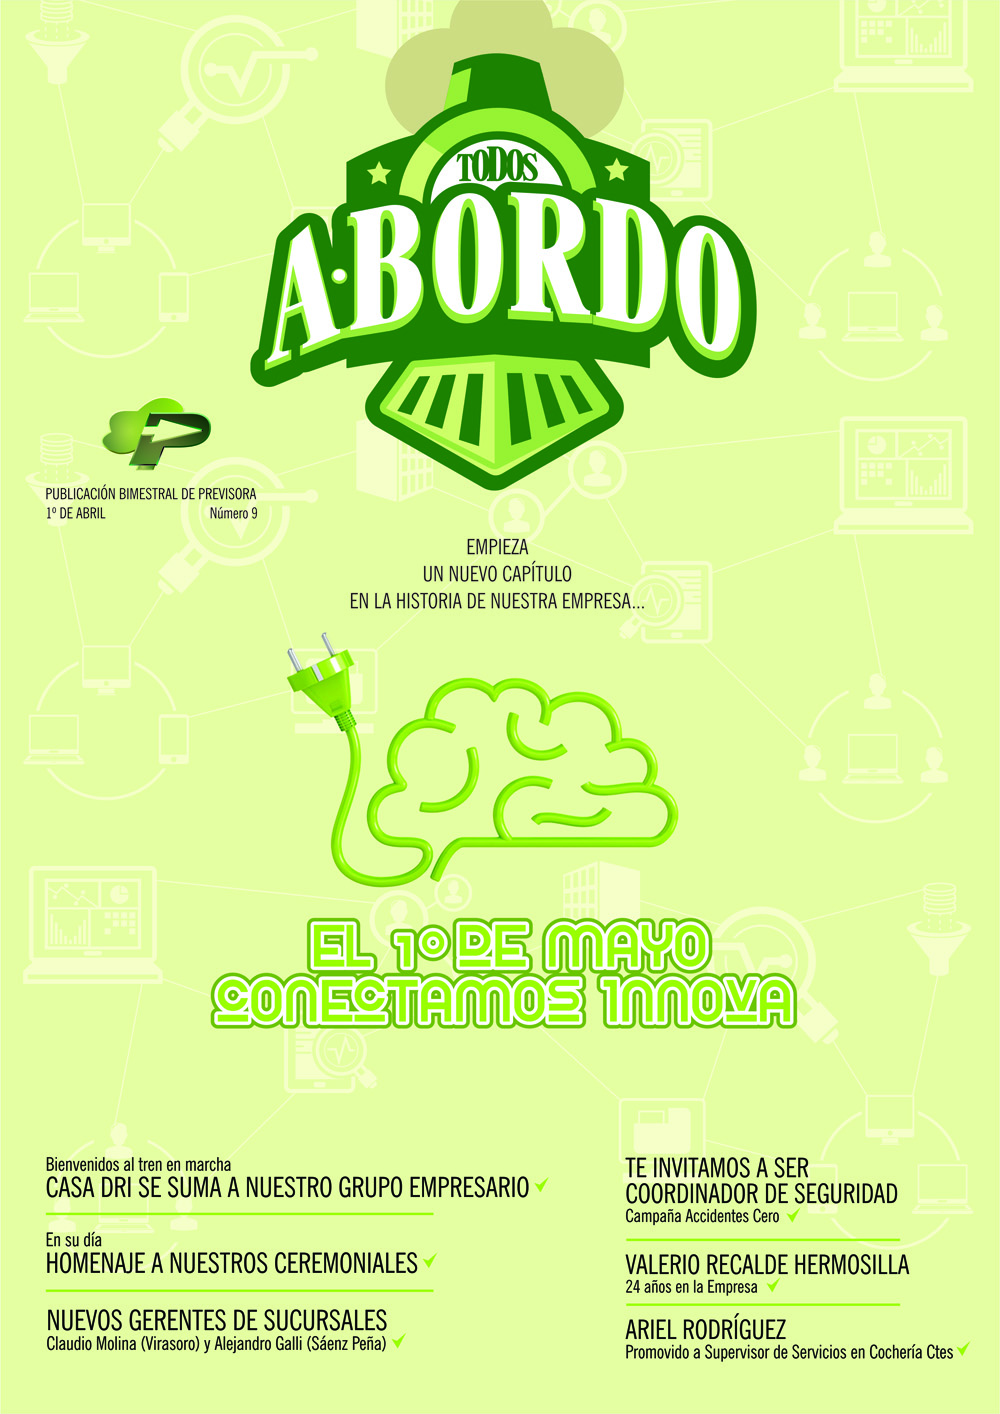 TODOS
A·BORDO
PUBLICACIÓN BIMESTRAL DE PREVISORA
1º DE ABRIL Número 9
EMPIEZA
UN NUEVO CAPÍTULO
EN LA HISTORIA DE NUESTRA EMPRESA...
EL 1º DE MAYO
CONECTAMOS INNOVA
Bienvenidos al tren en marcha
CASA DRI SE SUMA A NUESTRO GRUPO EMPRESARIO
En su día
HOMENAJE A NUESTROS CEREMONIALES
NUEVOS GERENTES DE SUCURSALES
Claudio Molina (Virasoro) y Alejandro Galli (Sáenz Peña)
TE INVITAMOS A SER
COORDINADOR DE SEGURIDAD
Campaña Accidentes Cero
VALERIO RECALDE HERMOSILLA
24 años en la Empresa
ARIEL RODRÍGUEZ
Promovido a Supervisor de Servicios en Cochería Ctes